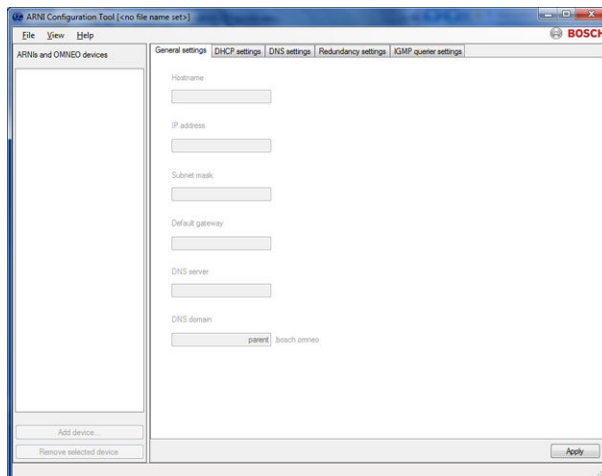 ARNI Configuration Tool [<no file name set>]
File View Help
BOSCH
ARNIs and OMNEO devices
General settings DHCP settings DNS settings Redundancy settings IGMP querier settings
Hostname
IP address
Subnet mask
Default gateway
DNS server
DNS domain
parent .bosch.omneo
Add device...
Remove selected device
Apply